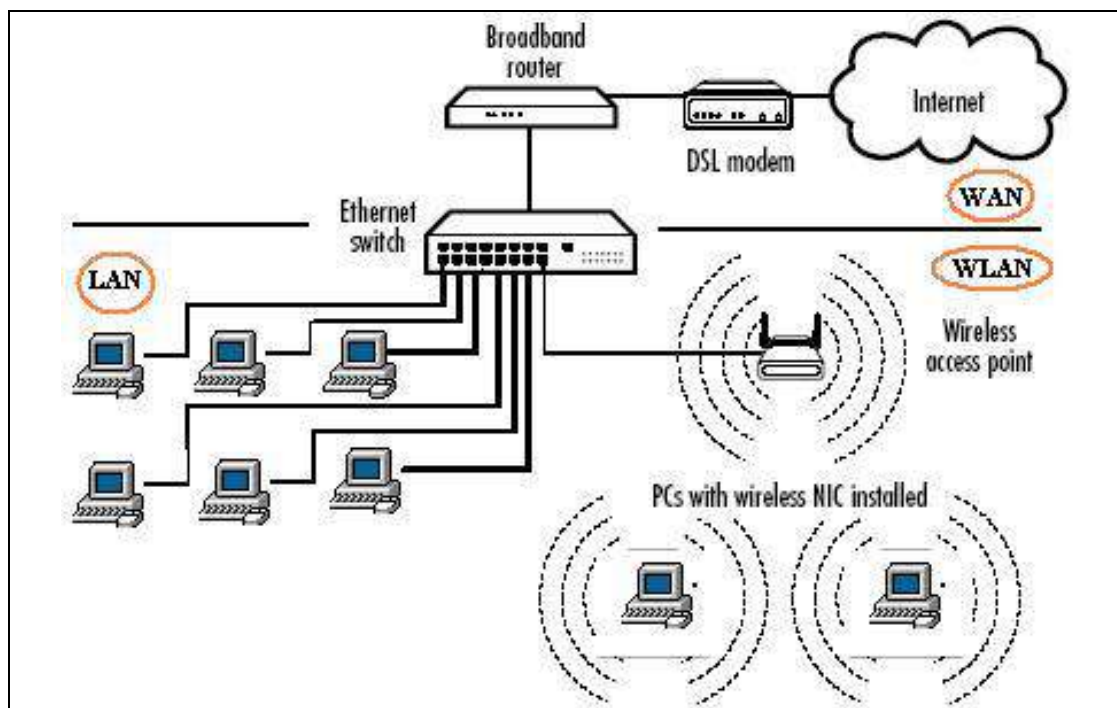 Broadband
router
Internet
DSL modem
WAN
Ethernet
switch
LAN
WLAN
Wireless
access point
PCs with wireless NIC installed